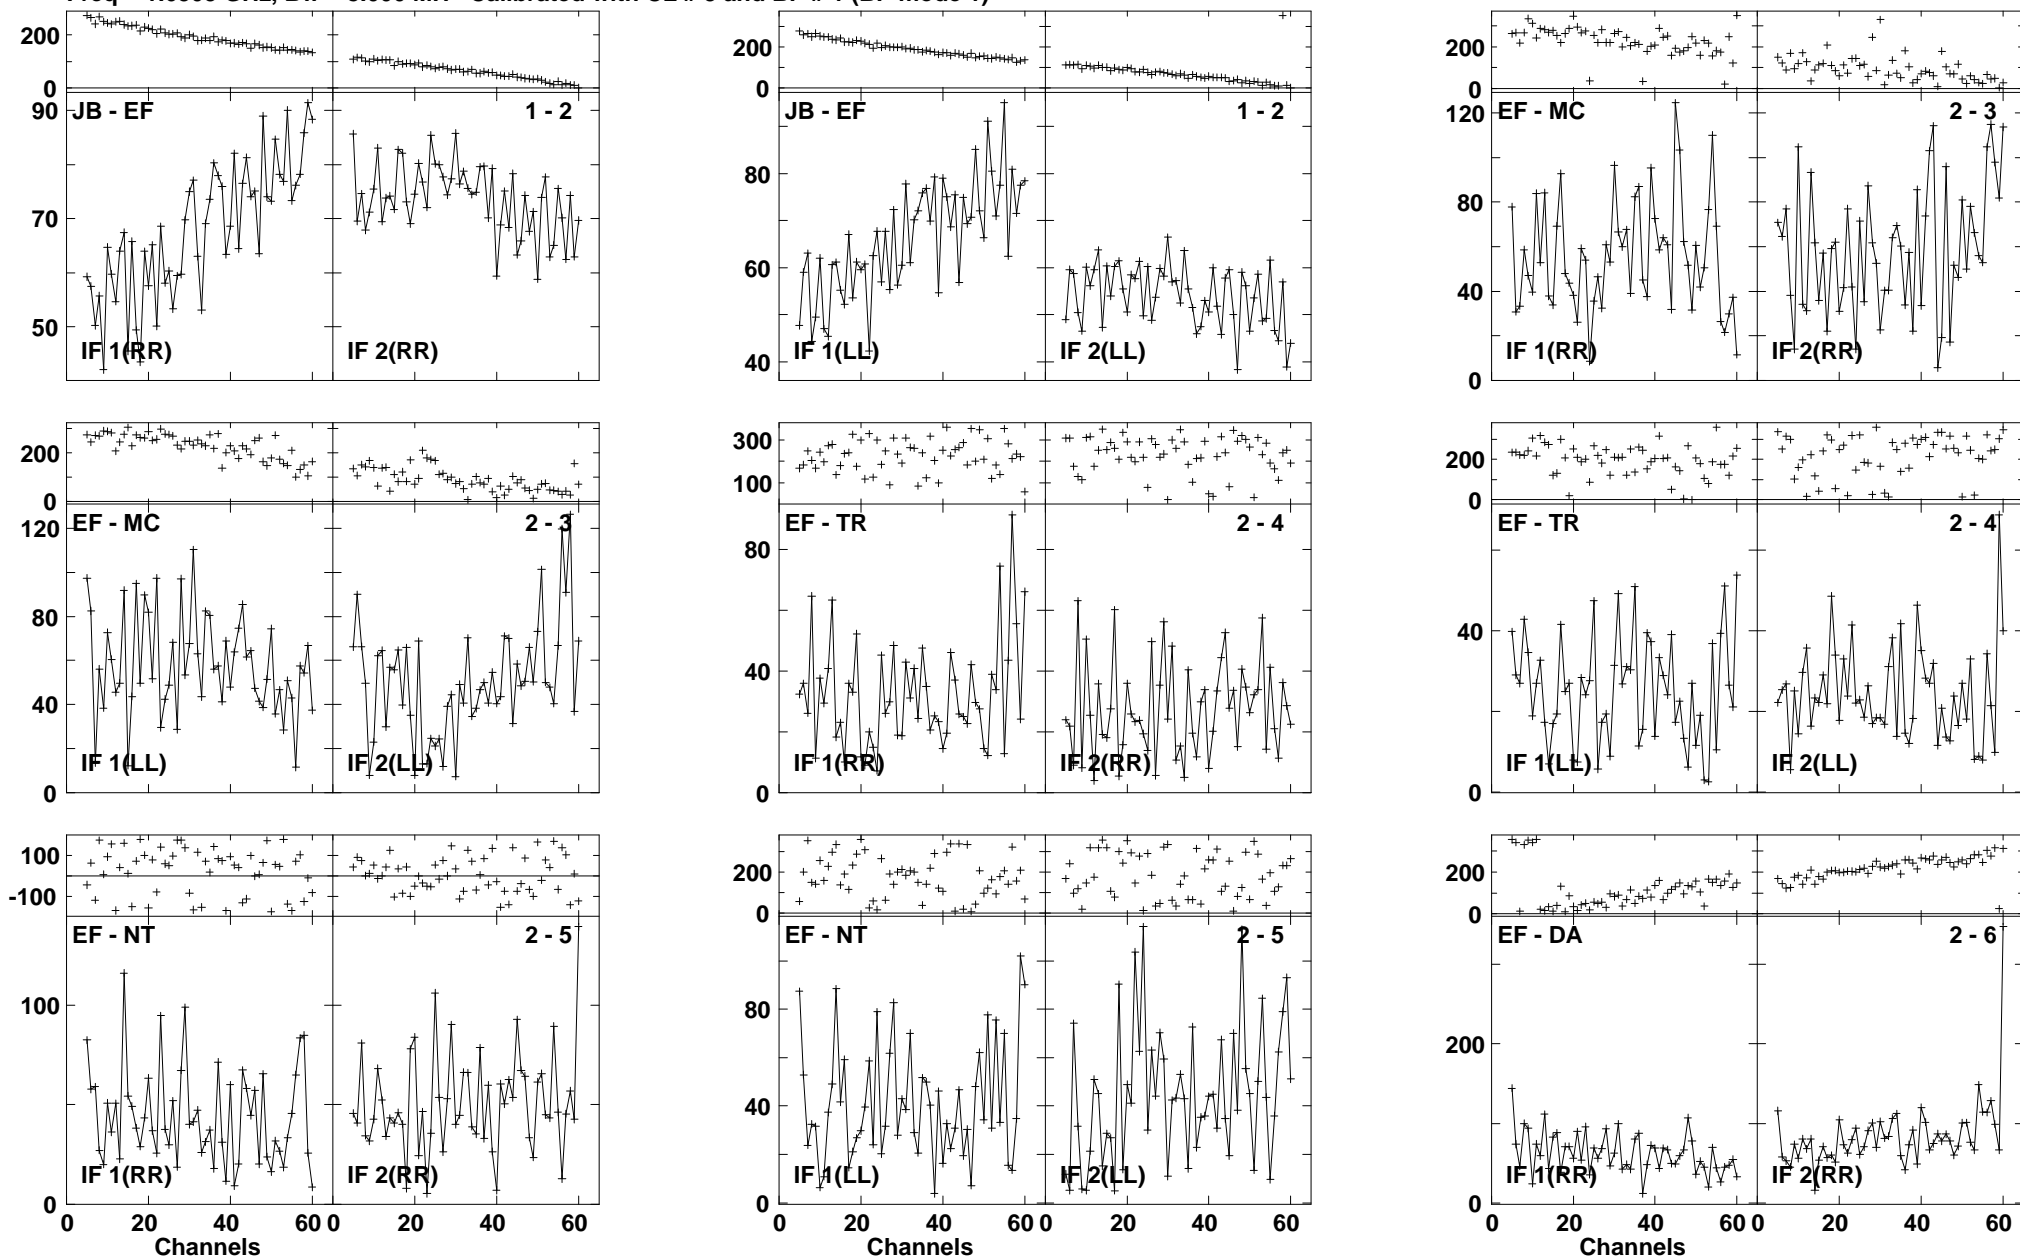 200
0
200
0
200
0
90
70
50
JB - EF
1 - 2
IF 1(RR)
IF 2(RR)
80
60
40
JB - EF
1 - 2
IF 1(LL)
IF 2(LL)
120
80
40
0
EF - MC
2 - 3
IF 1(RR)
IF 2(RR)
200
0
300
100
200
0
120
80
40
0
EF - MC
2 - 3
IF 1(LL)
IF 2(LL)
80
40
0
EF - TR
2 - 4
IF 1(RR)
IF 2(RR)
40
0
EF - TR
2 - 4
IF 1(LL)
IF 2(LL)
100
-100
200
0
200
0
100
0
EF - NT
2 - 5
IF 1(RR)
IF 2(RR)
80
40
0
EF - NT
2 - 5
IF 1(LL)
IF 2(LL)
200
0
EF - DA
2 - 6
IF 1(RR)
IF 2(RR)
0 20 40 60 0 20 40 60
0 20 40 60 0 20 40 60
0 20 40 60 0 20 40 60
Channels
Channels
Channels